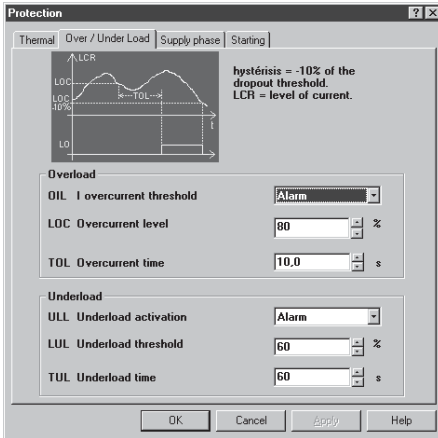 Protection
Thermal Over / Under Load Supply phase Starting
LCR
LOC
LOC
-10%
TOL
t
LO
t
hystérisis = -10% of the
dropout threshold.
LCR = level of current.
Overload
OIL I overcurrent threshold Alarm
LOC Overcurrent level 80 %
TOL Overcurrent time 10,0 s
Underload
ULL Underload activation Alarm
LUL Underload threshold 60 %
TUL Underload time 60 s
OK Cancel Apply Help